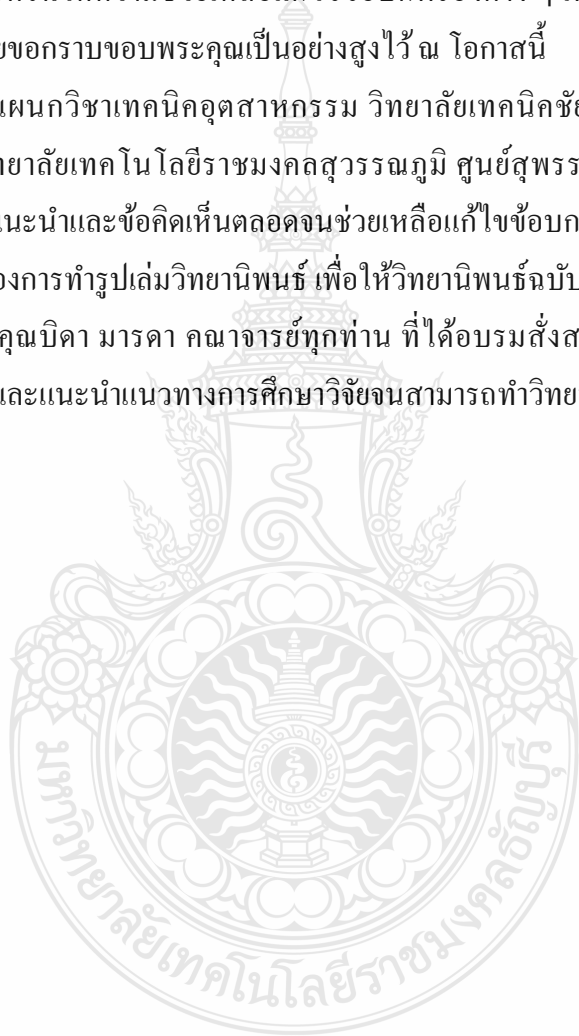 ยขอกราบขอบพระคุณเป็นอย่างสูงไว้ ณ โอกาสนี้
แผนกวิชาเทคนิคอุตสาหกรรม วิทยาลัยเทคนิคชัย
ทยาลัยเทคโนโลยีราชมงคลสุวรรณภูมิ ศูนย์สุพรร
แนะนำและข้อคิดเห็นตลอดจนช่วยเหลือแก้ไขข้อบก
องการทำรูปเล่มวิทยานิพนธ์ เพื่อให้วิทยานิพนธ์ฉบับ
คุณบิดา มารดา คณาจารย์ทุกท่าน ที่ได้อบรมสั่งส
และแนะนำแนวทางการศึกษาวิจัยจนสามารถทำวิทย
มหาวิทยาลัยเทคโนโลยีราชมงคลธัญบุรี